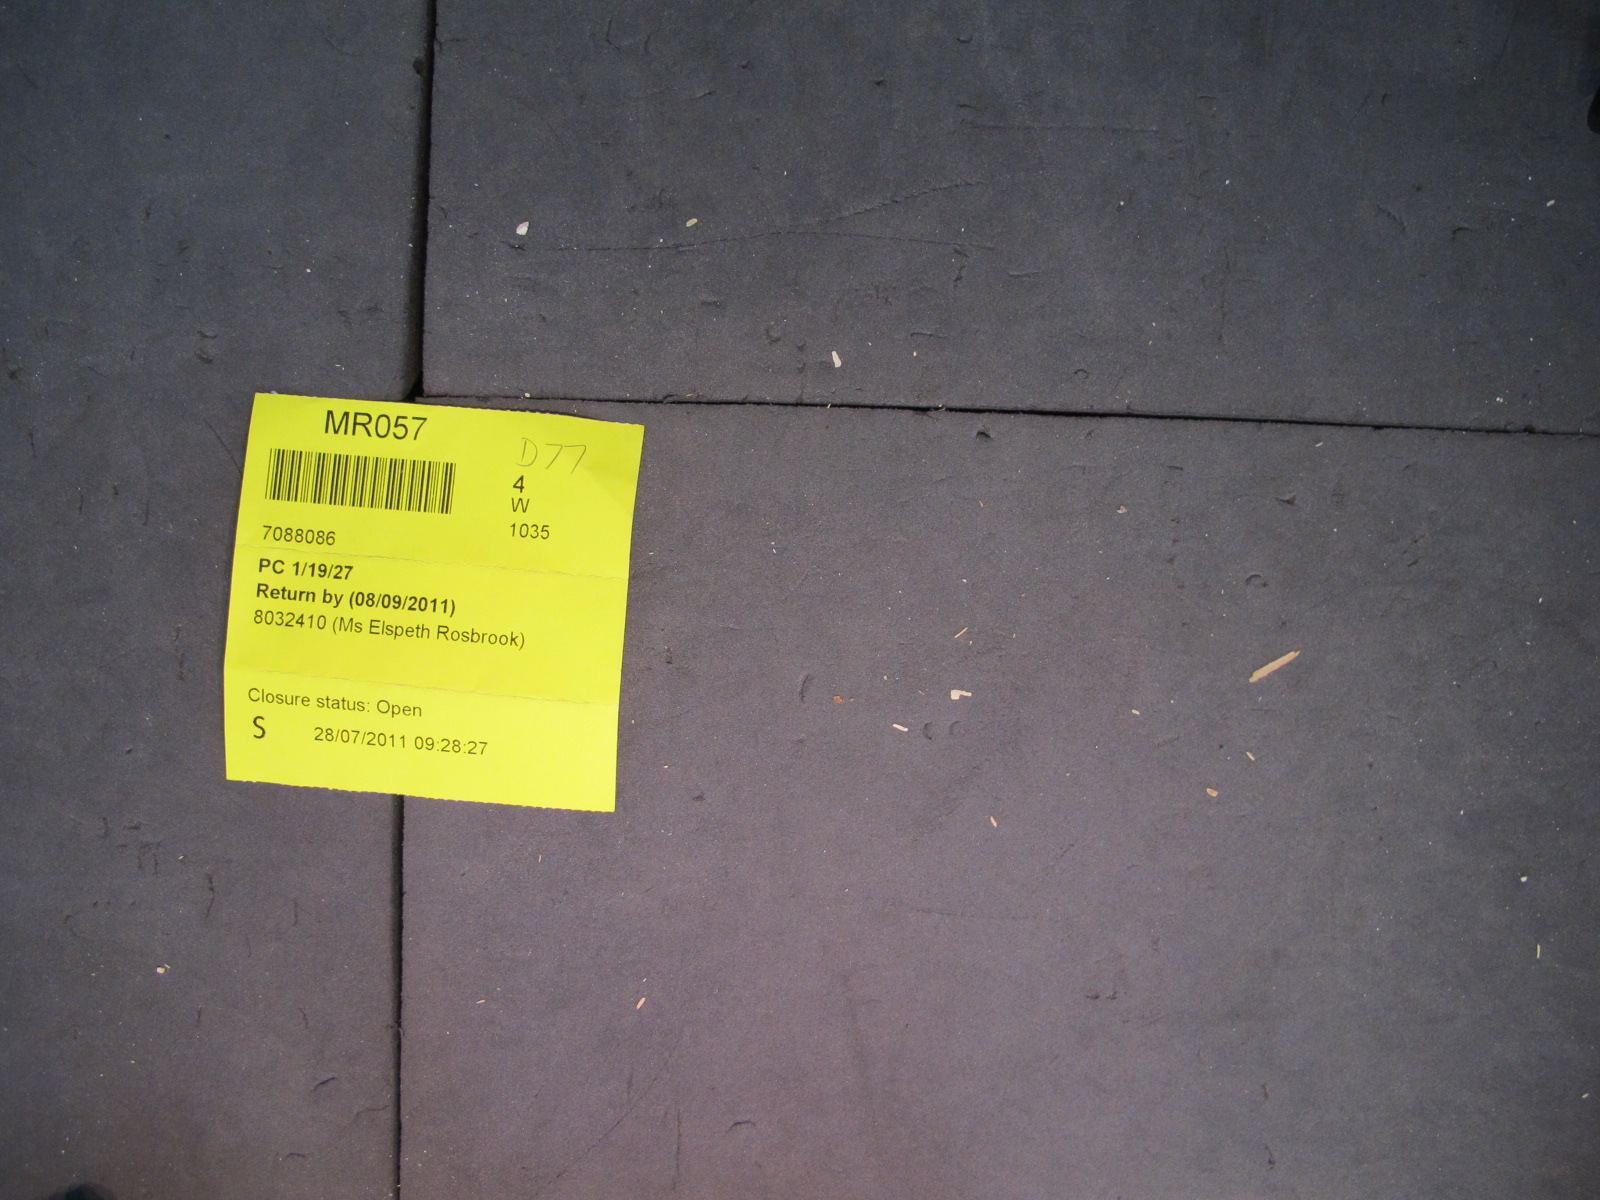 MR057
D77
4
W
7088086
1035
PC 1/19/27
Return by (08/09/2011)
8032410 (Ms Elspeth Rosbrook)
Closure status: Open
S 28/07/2011 09:28:27